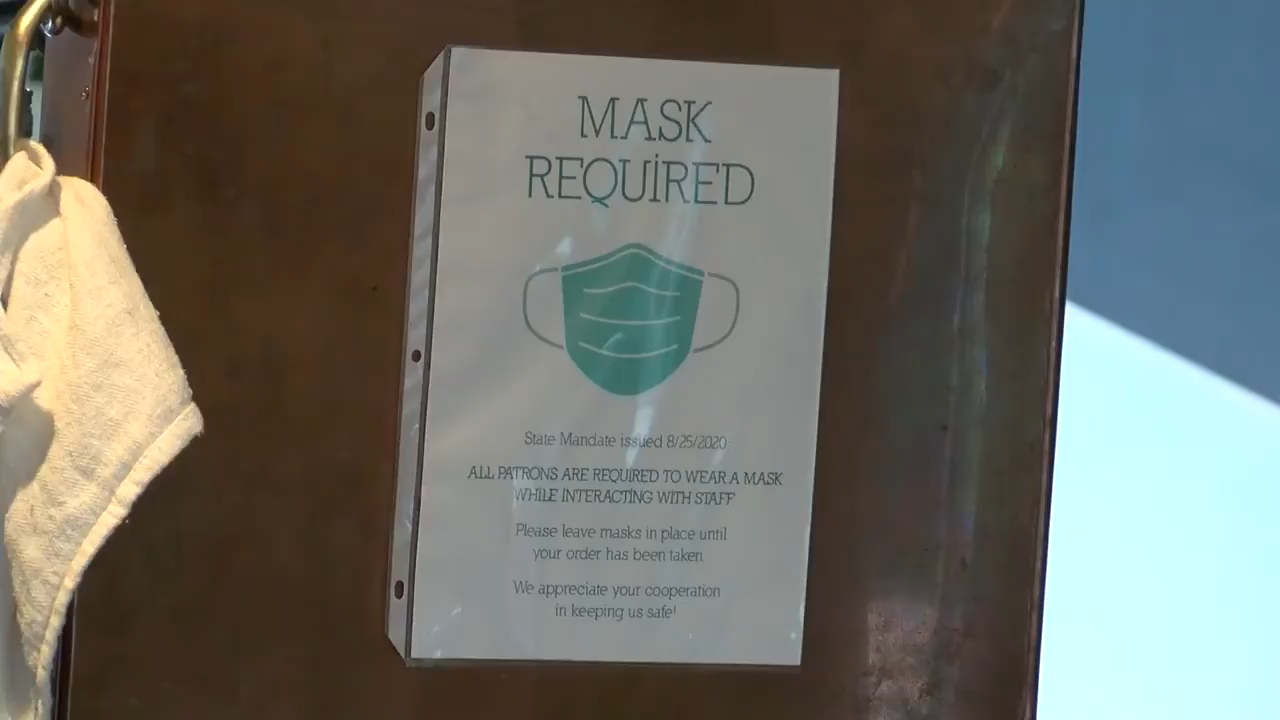 MASK
REQUIRED
State Mandate issued 8/25/2020
ALL PATRONS ARE REQUIRED TO WEAR A MASK
WHILE INTERACTING WITH STAFF
Please leave masks in place until
your order has been taken
We appreciate your cooperation
in keeping us safe!